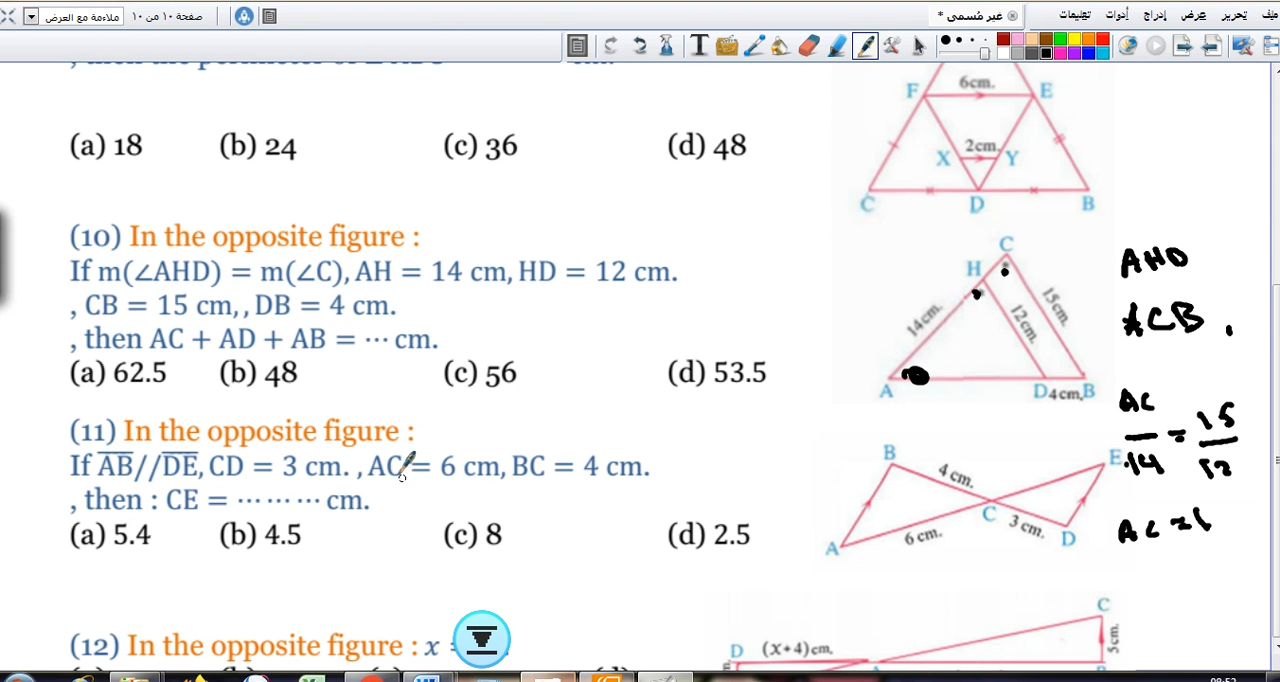 ملف تحرير عرض إدراج أدوات تعليمات
غير مُسمى *
ملاءمة مع العرض
صفحة ١٠ من ١٠
T
cm.
(a) 18 (b) 24 (c) 36 (d) 48
F 6cm. E
X 2cm. Y
C D B
(10) In the opposite figure :
If m(∠AHD) = m(∠C), AH = 14 cm, HD = 12 cm.
, CB = 15 cm,, DB = 4 cm.
, then AC + AD + AB = ··· cm.
(a) 62.5 (b) 48 (c) 56 (d) 53.5
C
H
14cm. 12cm. 15cm.
A D 4cm. B
AHD
ACB .
AC/14 = 15/12
AC =
(11) In the opposite figure :
If AB//DE, CD = 3 cm. , AC = 6 cm, BC = 4 cm.
, then : CE = ········· cm.
(a) 5.4 (b) 4.5 (c) 8 (d) 2.5
B 4 cm. E
C
A 6 cm. 3 cm. D
(12) In the opposite figure : x
D (x+4)cm. C
5cm.
08:52